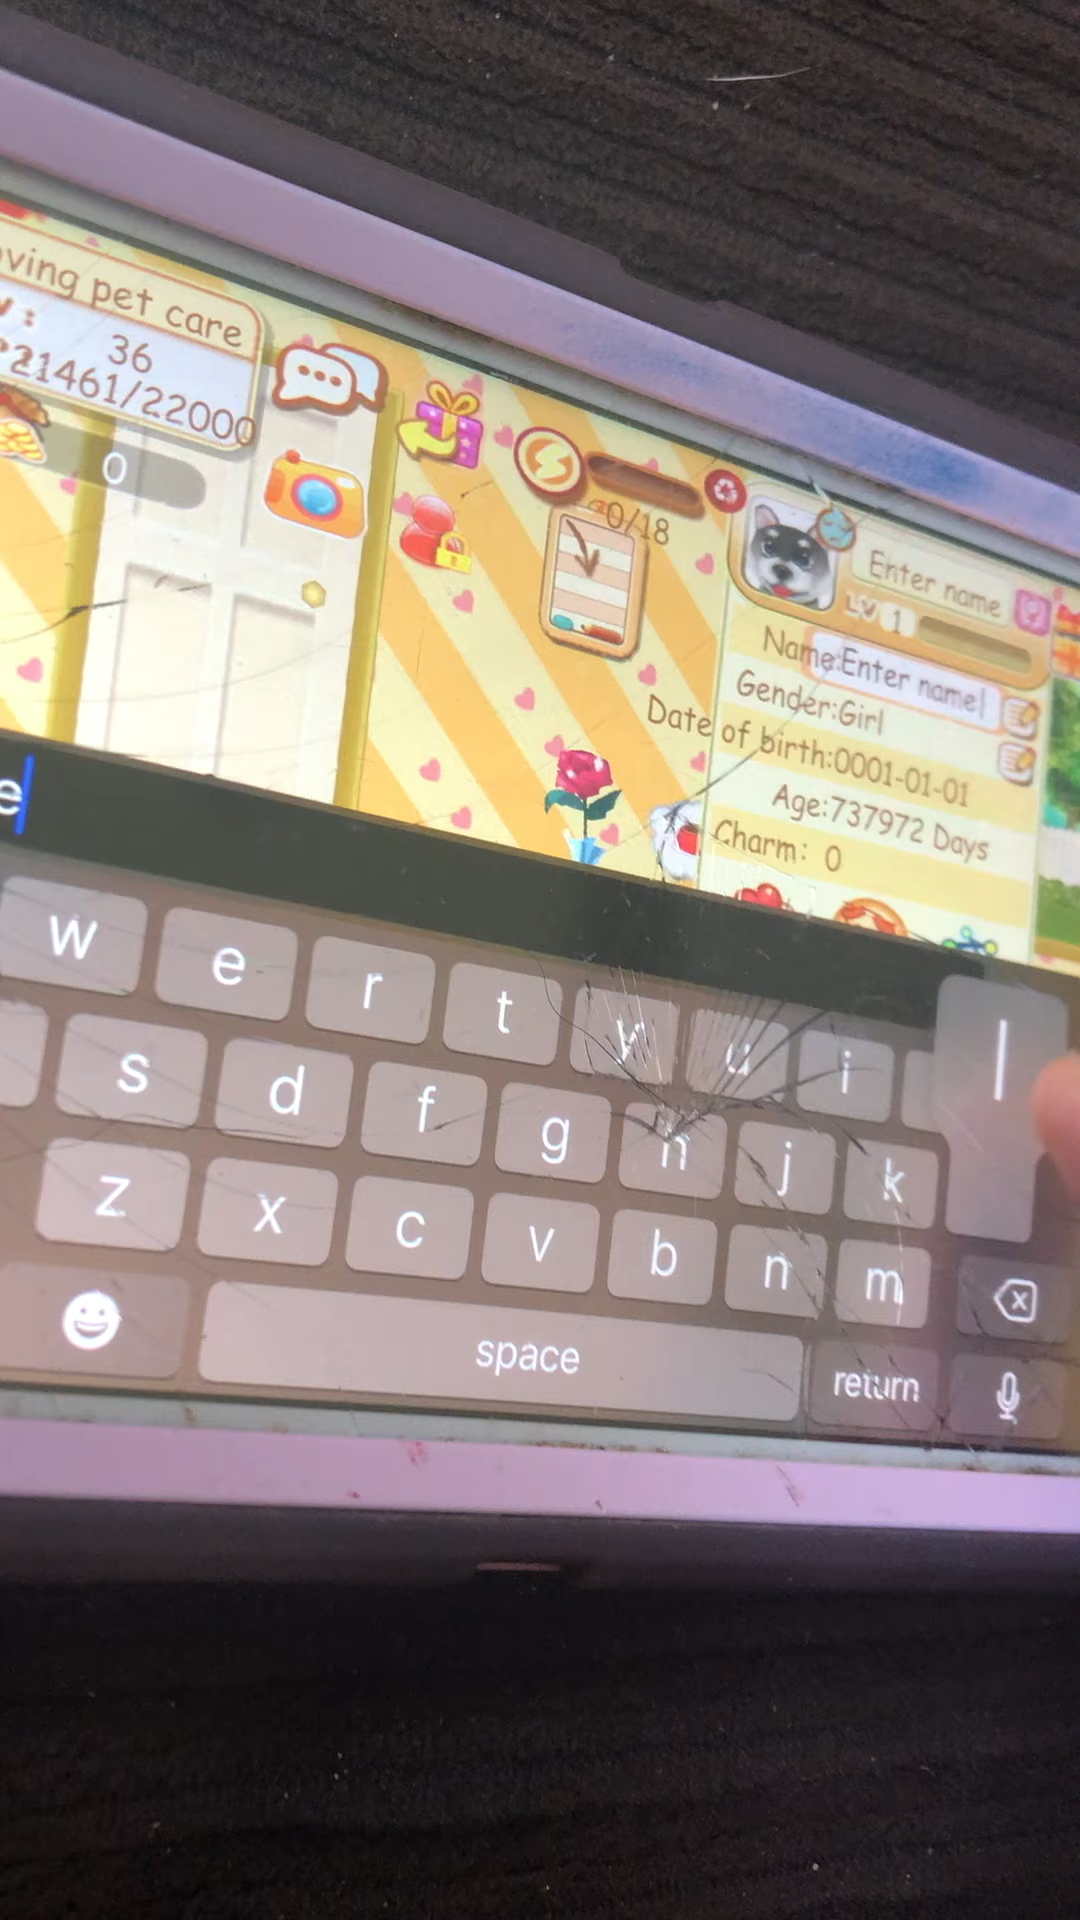 ving pet care
36
21461/22000
0
0/18
Enter name
LV 1
Name:Enter name
Gender:Girl
Date of birth:0001-01-01
Age:737972 Days
Charm: 0
e
w e r t y u i
s d f g h j k l
z x c v b n m
space
return